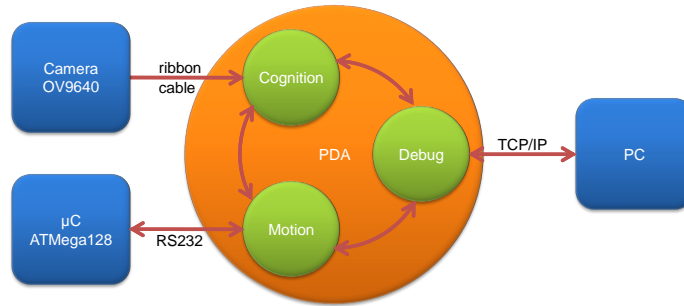 Camera
OV9640
ribbon
cable
Cognition
PDA
Debug
TCP/IP
PC
µC
ATMega128
RS232
Motion